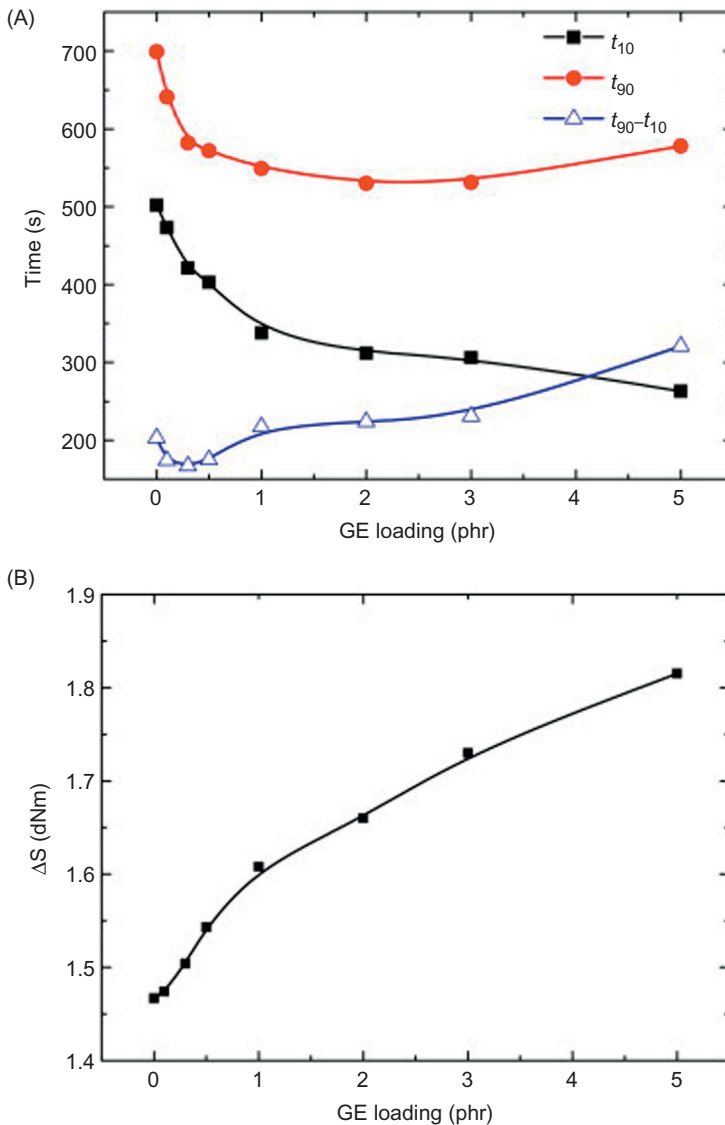 (A)
700
600
500
400
300
200
Time (s)
t10
t90
t90–t10
0 1 2 3 4 5
GE loading (phr)
(B)
1.9
1.8
1.7
1.6
1.5
1.4
ΔS (dNm)
0 1 2 3 4 5
GE loading (phr)